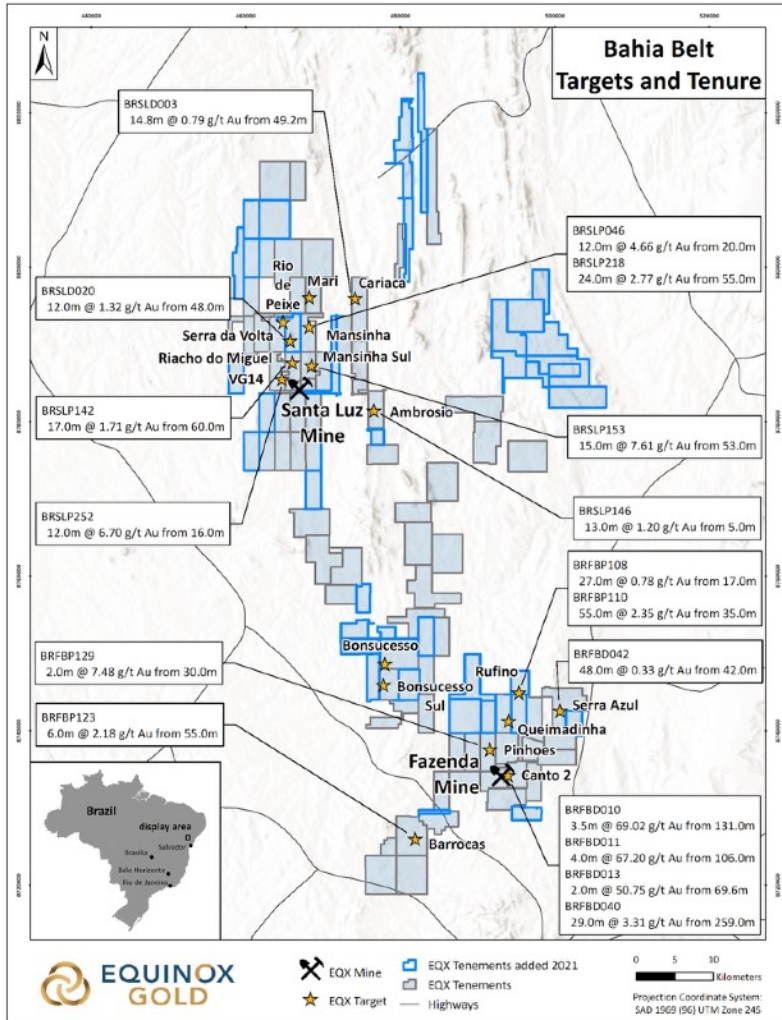 Bahia Belt
Targets and Tenure
N
BRSLD003
14.8m @ 0.79 g/t Au from 49.2m
BRSLP046
12.0m @ 4.66 g/t Au from 20.0m
BRSLP218
24.0m @ 2.77 g/t Au from 55.0m
BRSLD020
12.0m @ 1.32 g/t Au from 48.0m
Rio
de
Peixe
Mari
Cariaca
Serra da Volta
Mansinha
Riacho do Miguel
Mansinha Sul
VG14
Santa Luz
Mine
Ambrosio
BRSLP142
17.0m @ 1.71 g/t Au from 60.0m
BRSLP153
15.0m @ 7.61 g/t Au from 53.0m
BRSLP252
12.0m @ 6.70 g/t Au from 16.0m
BRSLP146
13.0m @ 1.20 g/t Au from 5.0m
BRFBP108
27.0m @ 0.78 g/t Au from 17.0m
BRFBP110
55.0m @ 2.35 g/t Au from 35.0m
BRFBP129
2.0m @ 7.48 g/t Au from 30.0m
BRFBD042
48.0m @ 0.33 g/t Au from 42.0m
Bonsucesso
Bonsucesso
Sul
Rufino
Serra Azul
Queimadinha
Pinhoes
Fazenda
Mine
Canto 2
BRFBP123
6.0m @ 2.18 g/t Au from 55.0m
Barrocas
BRFBD010
3.5m @ 69.02 g/t Au from 131.0m
BRFBD011
4.0m @ 67.20 g/t Au from 106.0m
BRFBD013
2.0m @ 50.75 g/t Au from 69.6m
BRFBD040
29.0m @ 3.31 g/t Au from 259.0m
Brazil
display area
Salvador
Brasilia
Belo Horizonte
Rio de Janeiro
EQUINOX
GOLD
EQX Mine
EQX Target
EQX Tenements added 2021
EQX Tenements
Highways
0 5 10
Kilometers
Projection Coordinate System:
SAD 1969 (96) UTM Zone 24S